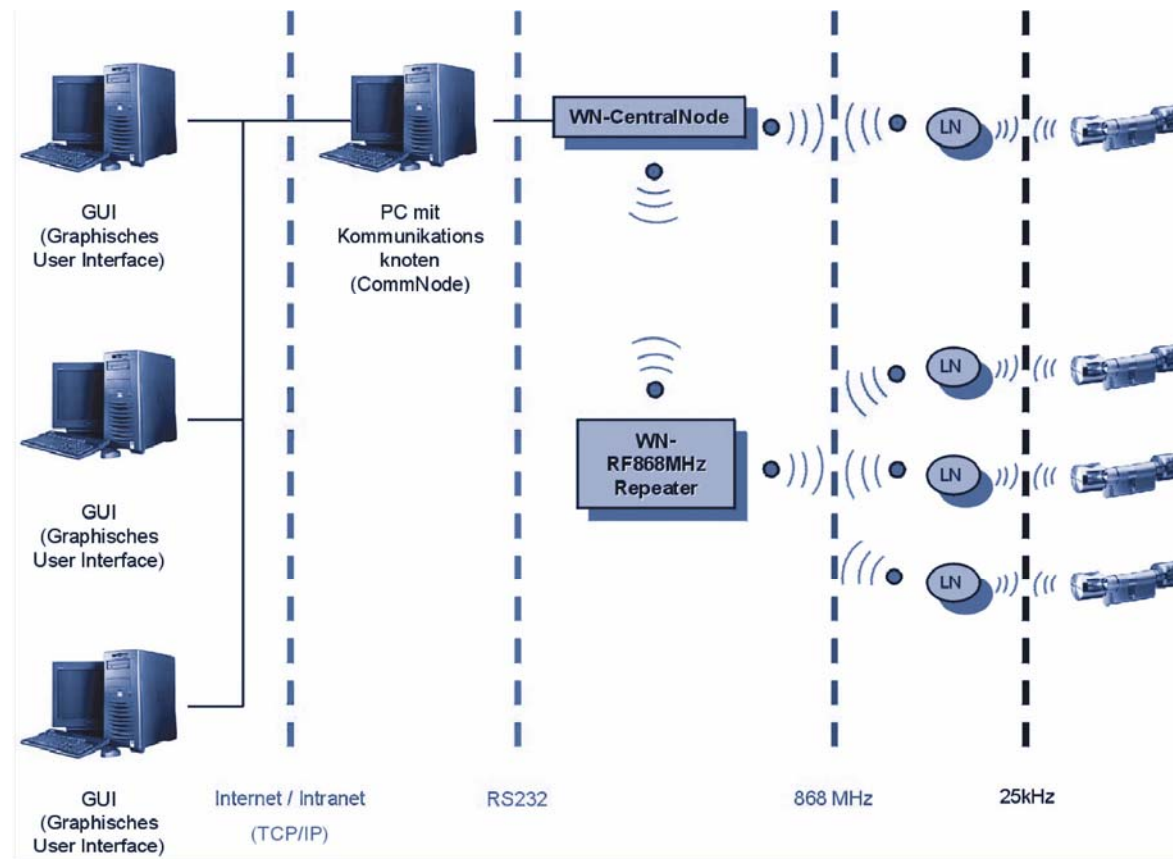 WN-CentralNode
LN
GUI
(Graphisches
User Interface)
PC mit
Kommunikations
knoten
(CommNode)
LN
WN-
RF868MHz
Repeater
LN
GUI
(Graphisches
User Interface)
LN
GUI
(Graphisches
User Interface)
Internet / Intranet
(TCP/IP)
RS232
868 MHz
25kHz